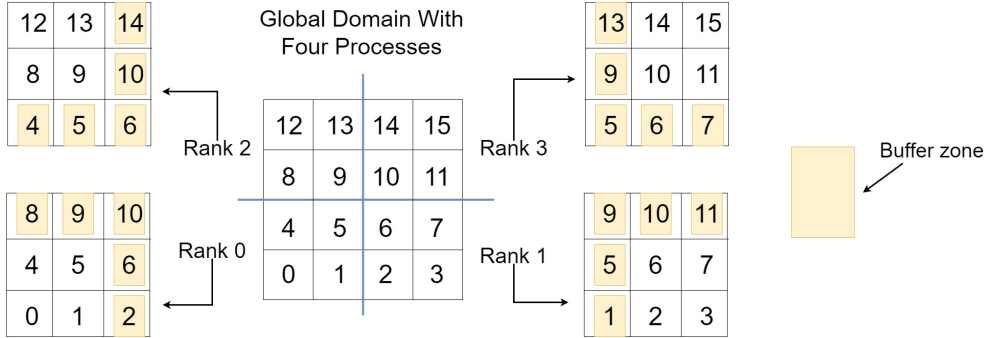 Global Domain With
Four Processes
12 13 14
8 9 10
4 5 6
Rank 2
12 13 14 15
8 9 10 11
4 5 6 7
0 1 2 3
Rank 3
13 14 15
9 10 11
5 6 7
Buffer zone
8 9 10
4 5 6
0 1 2
Rank 0
Rank 1
9 10 11
5 6 7
1 2 3